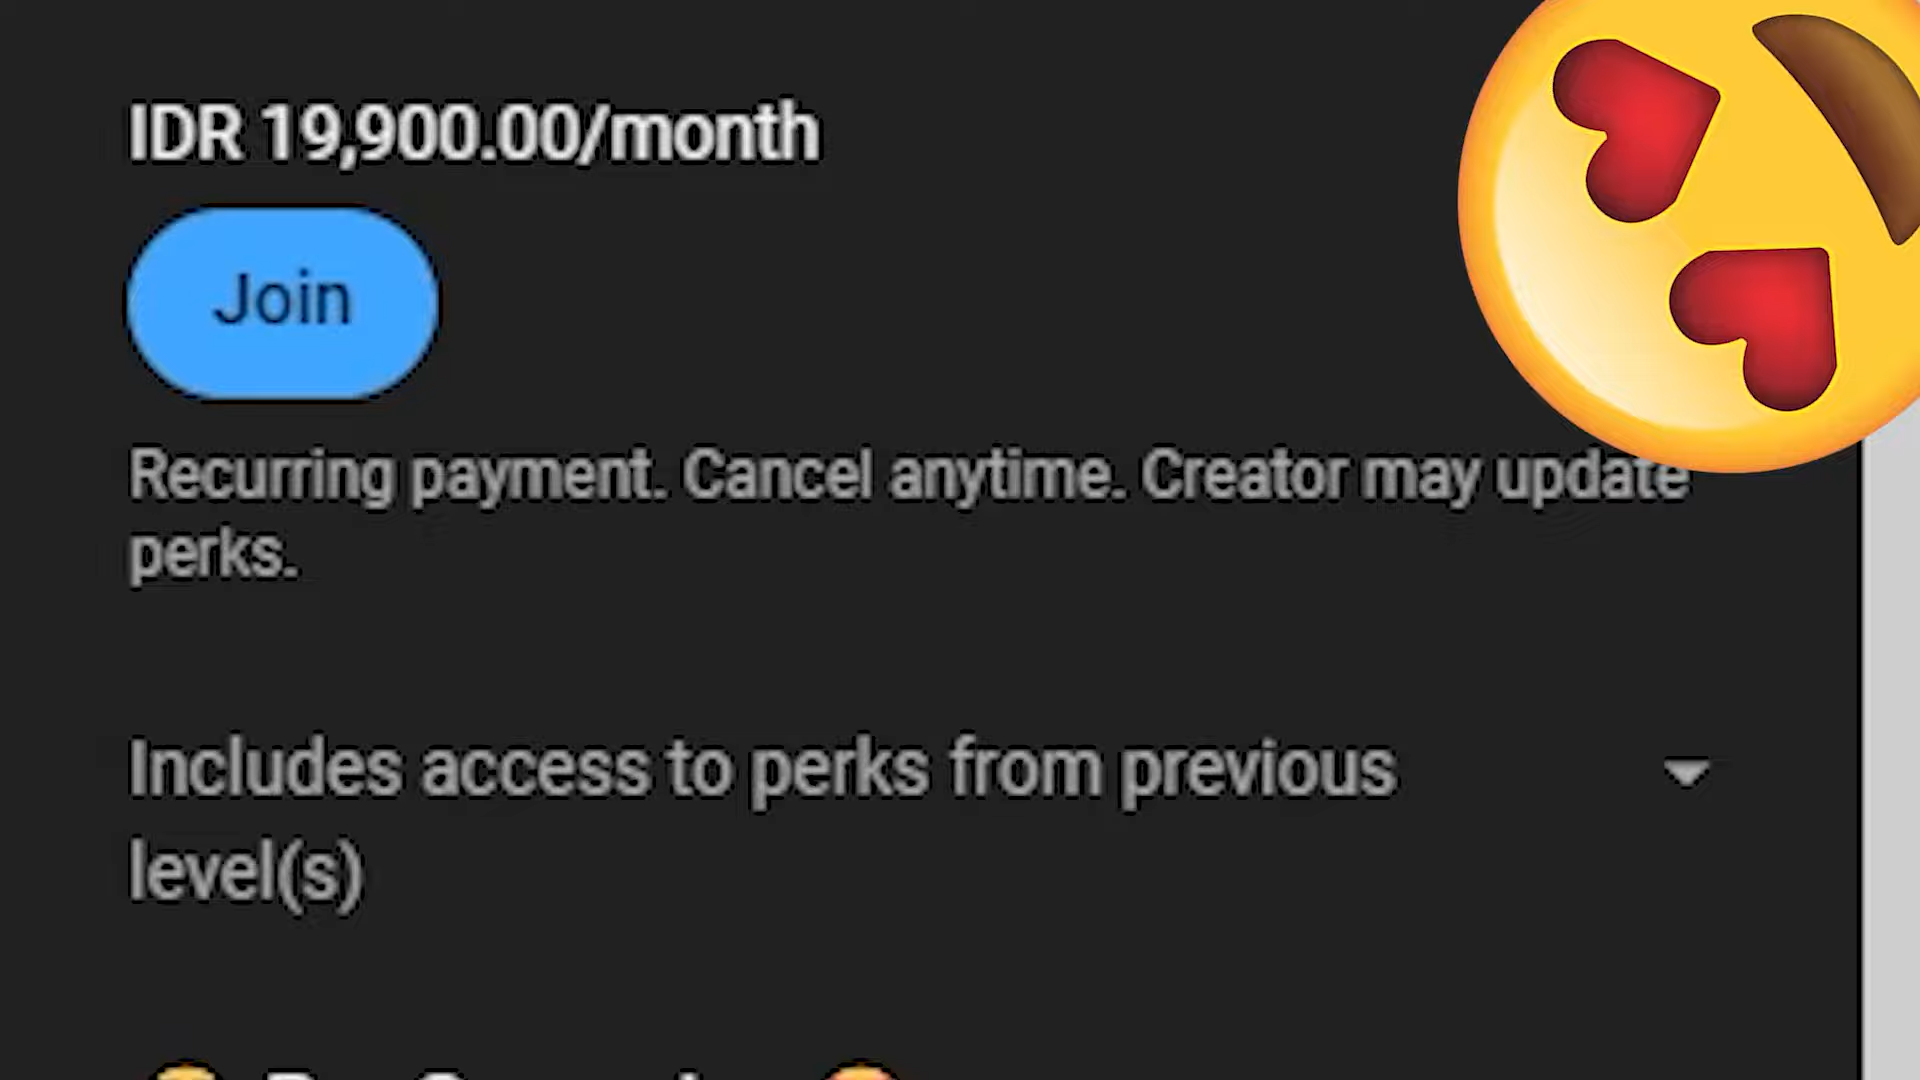 IDR 19,900.00/month
Join
Recurring payment. Cancel anytime. Creator may update
perks.
Includes access to perks from previous
level(s)